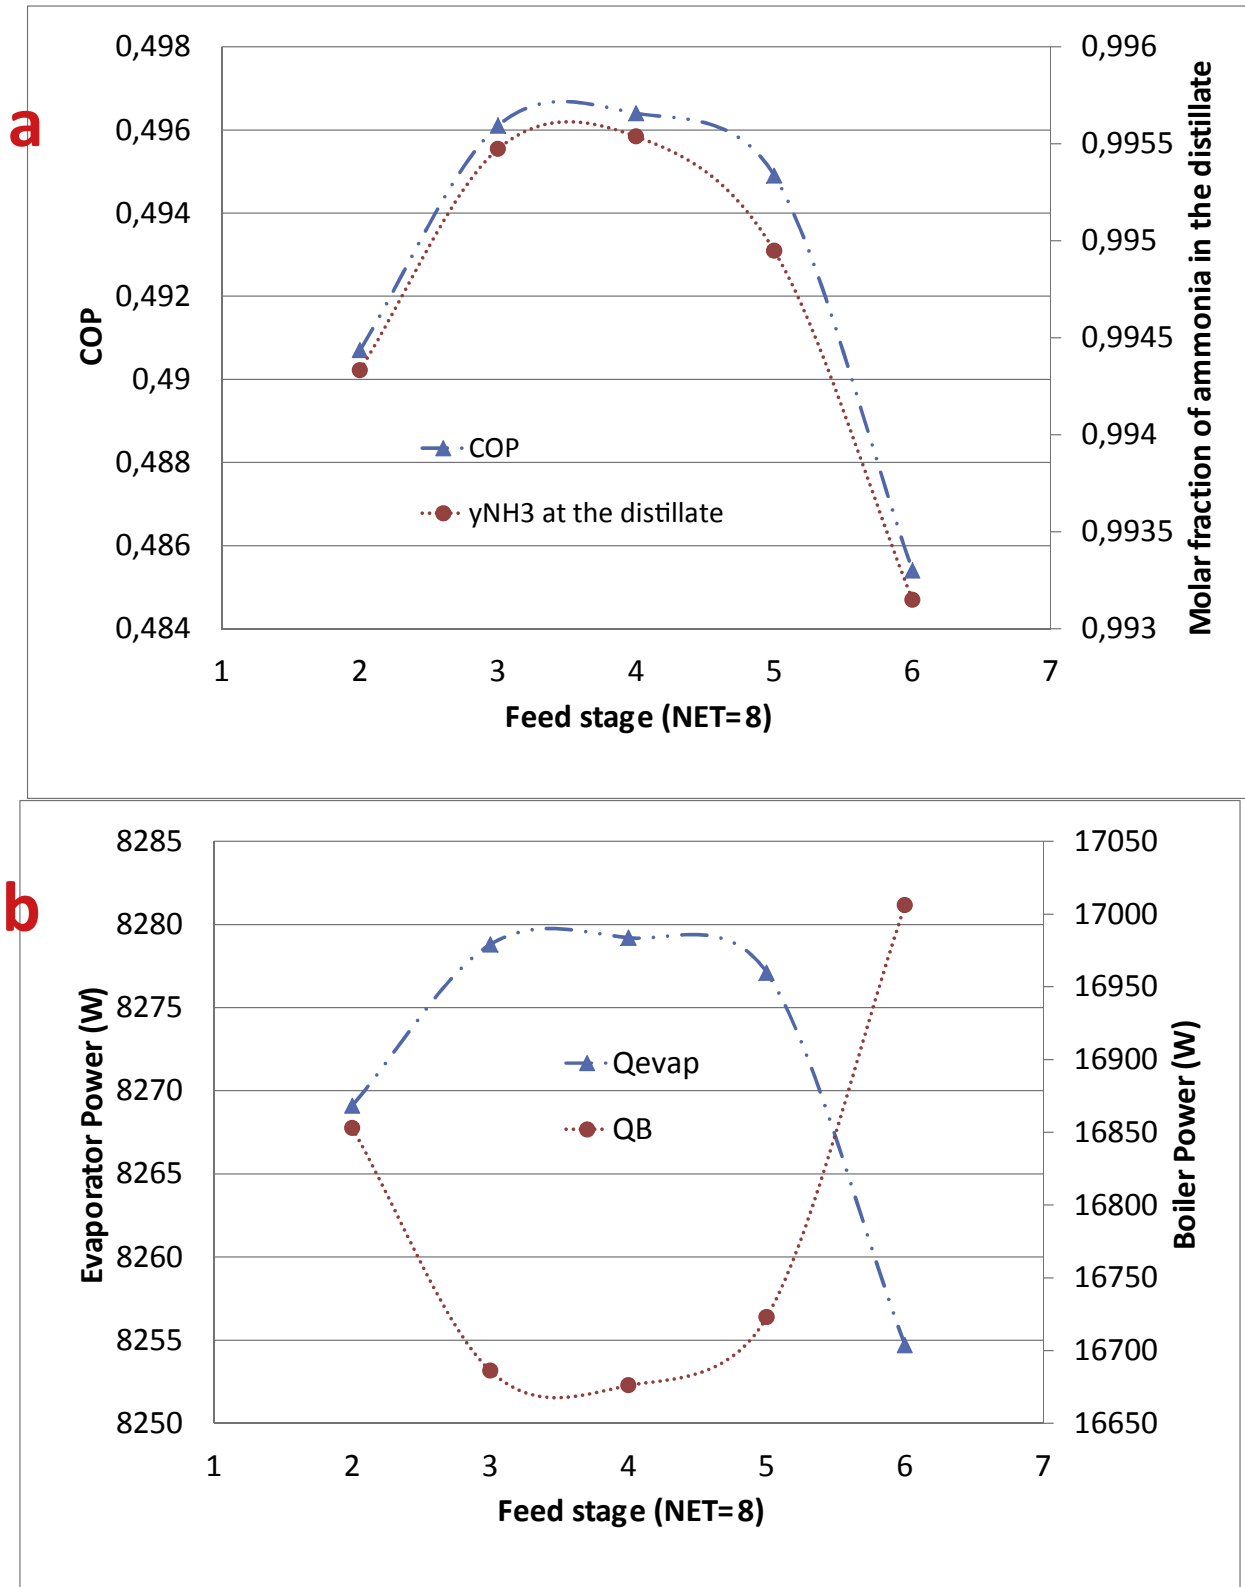 a
0,498
0,496
0,494
0,492
0,49
0,488
0,486
0,484
COP
0,996
0,9955
0,995
0,9945
0,994
0,9935
0,993
Molar fraction of ammonia in the distillate
COP
yNH3 at the distillate
1 2 3 4 5 6 7
Feed stage (NET=8)
b
8285
8280
8275
8270
8265
8260
8255
8250
Evaporator Power (W)
17050
17000
16950
16900
16850
16800
16750
16700
16650
Boiler Power (W)
Qevap
QB
1 2 3 4 5 6 7
Feed stage (NET=8)